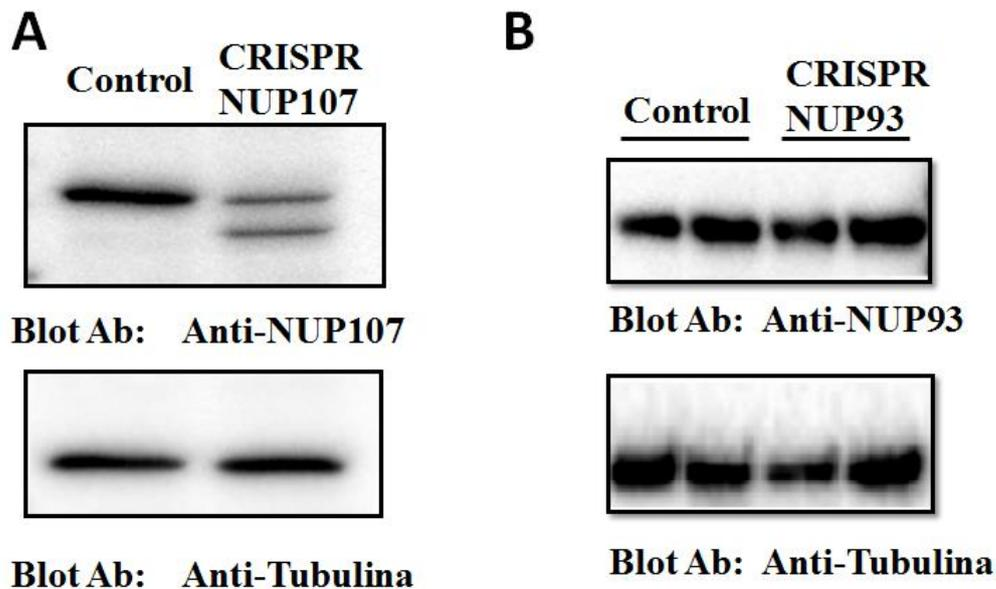 A
Control
CRISPR
NUP107
Blot Ab: Anti-NUP107
Blot Ab: Anti-Tubulina
B
Control
CRISPR
NUP93
Blot Ab: Anti-NUP93
Blot Ab: Anti-Tubulina